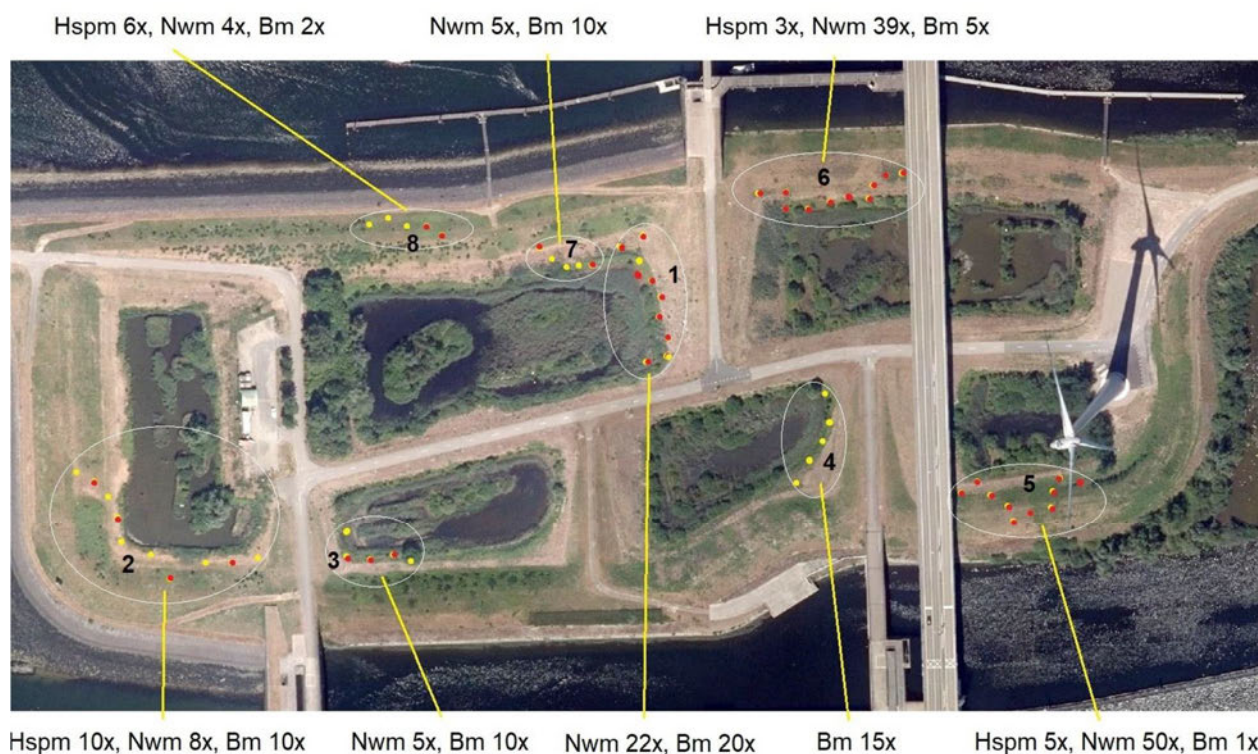 Hspm 6x, Nwm 4x, Bm 2x
Nwm 5x, Bm 10x
Hspm 3x, Nwm 39x, Bm 5x
6
8
7
1
4
5
3
2
Hspm 10x, Nwm 8x, Bm 10x
Nwm 5x, Bm 10x
Nwm 22x, Bm 20x
Bm 15x
Hspm 5x, Nwm 50x, Bm 1x